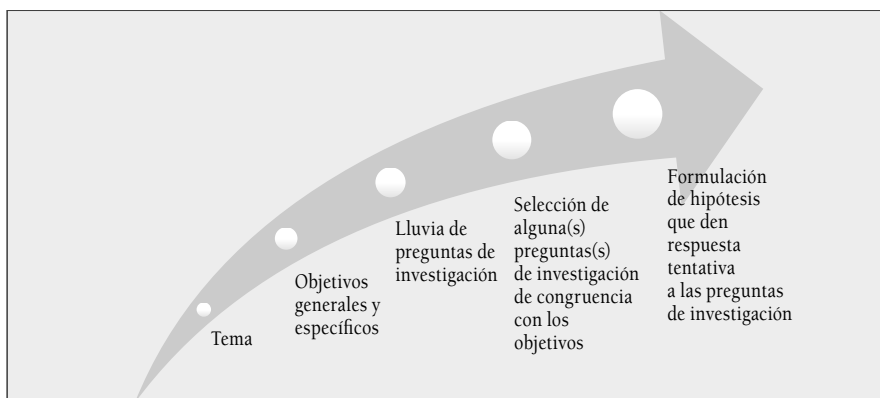 Tema
Objetivos
generales y
específicos
Lluvia de
preguntas de
investigación
Selección de
alguna(s)
preguntas(s)
de investigación
de congruencia
con los
objetivos
Formulación
de hipótesis
que den
respuesta
tentativa
a las preguntas
de investigación